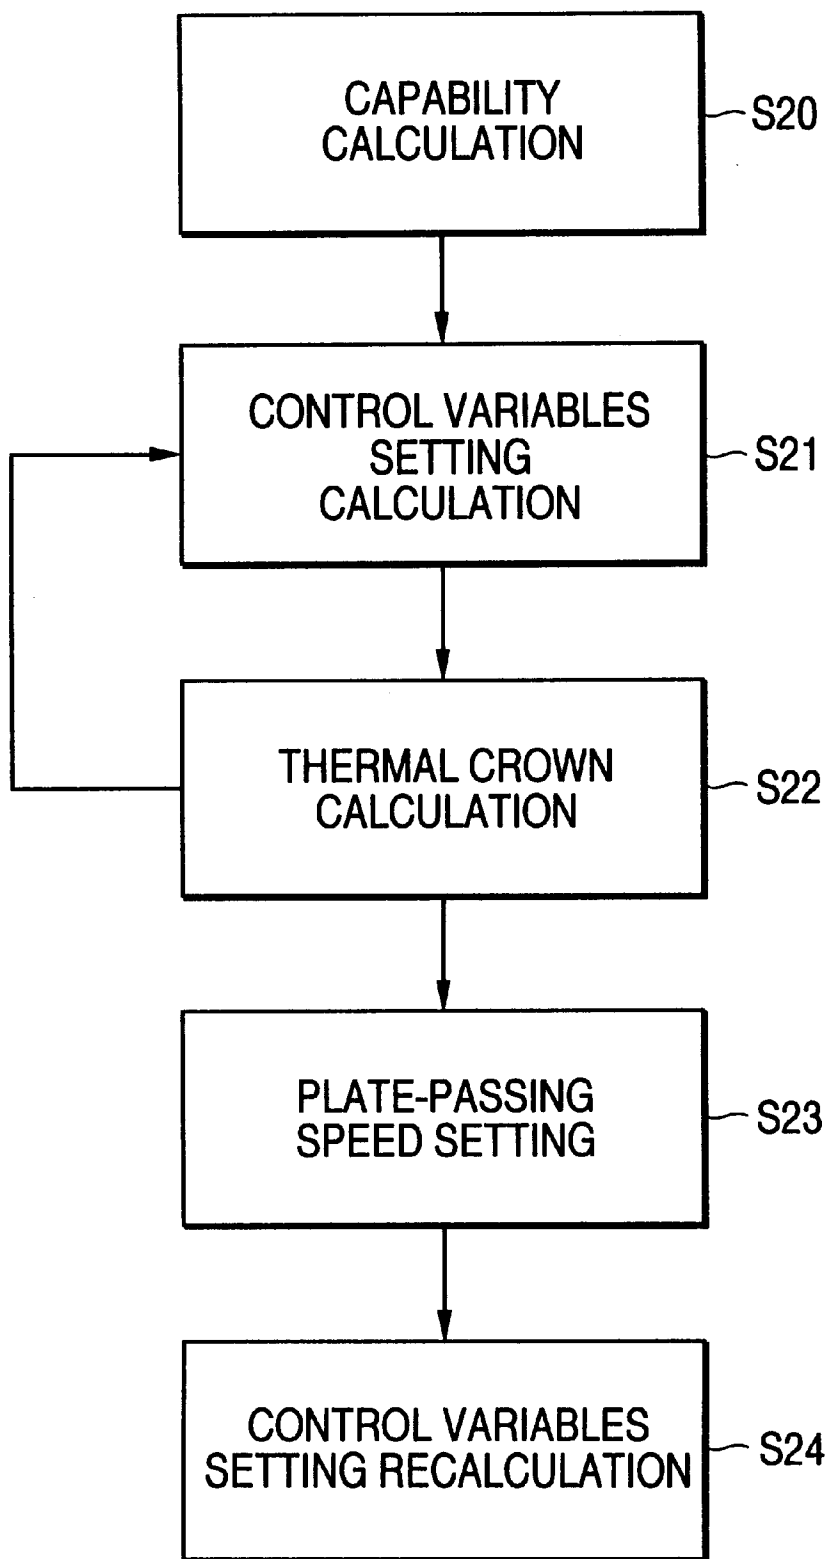 CAPABILITY
CALCULATION
S20
CONTROL VARIABLES
SETTING
CALCULATION
S21
THERMAL CROWN
CALCULATION
S22
PLATE-PASSING
SPEED SETTING
S23
CONTROL VARIABLES
SETTING RECALCULATION
S24